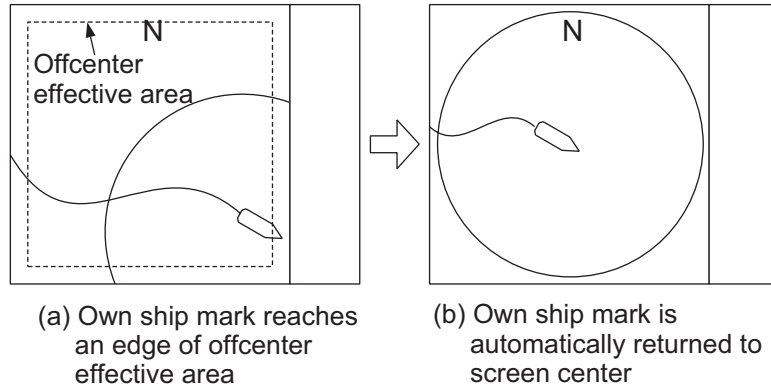 N
Offcenter
effective area
N
(a) Own ship mark reaches
an edge of offcenter
effective area
(b) Own ship mark is
automatically returned to
screen center